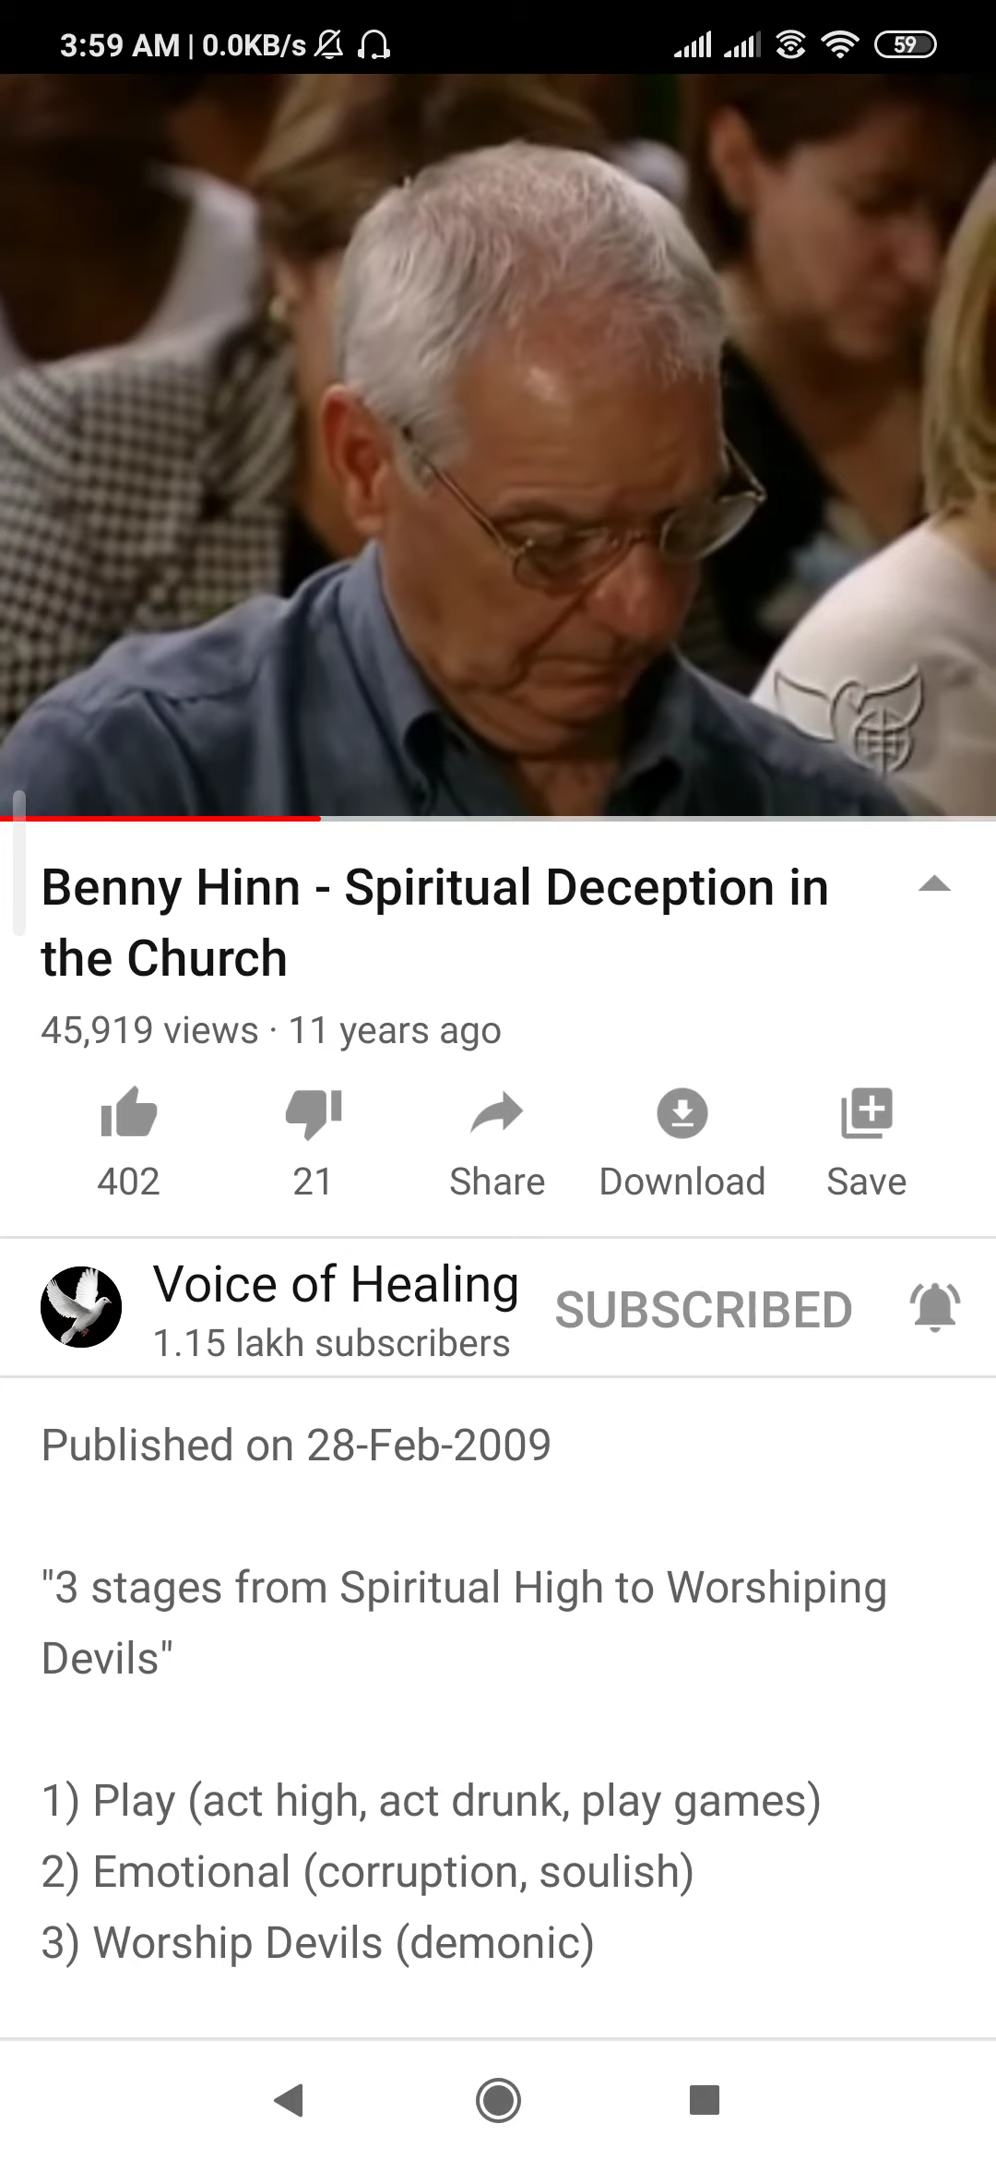 3:59 AM | 0.0KB/s
59
Benny Hinn - Spiritual Deception in
the Church
45,919 views · 11 years ago
402
21
Share
Download
Save
Voice of Healing
1.15 lakh subscribers
SUBSCRIBED
Published on 28-Feb-2009
"3 stages from Spiritual High to Worshiping
Devils"
1) Play (act high, act drunk, play games)
2) Emotional (corruption, soulish)
3) Worship Devils (demonic)